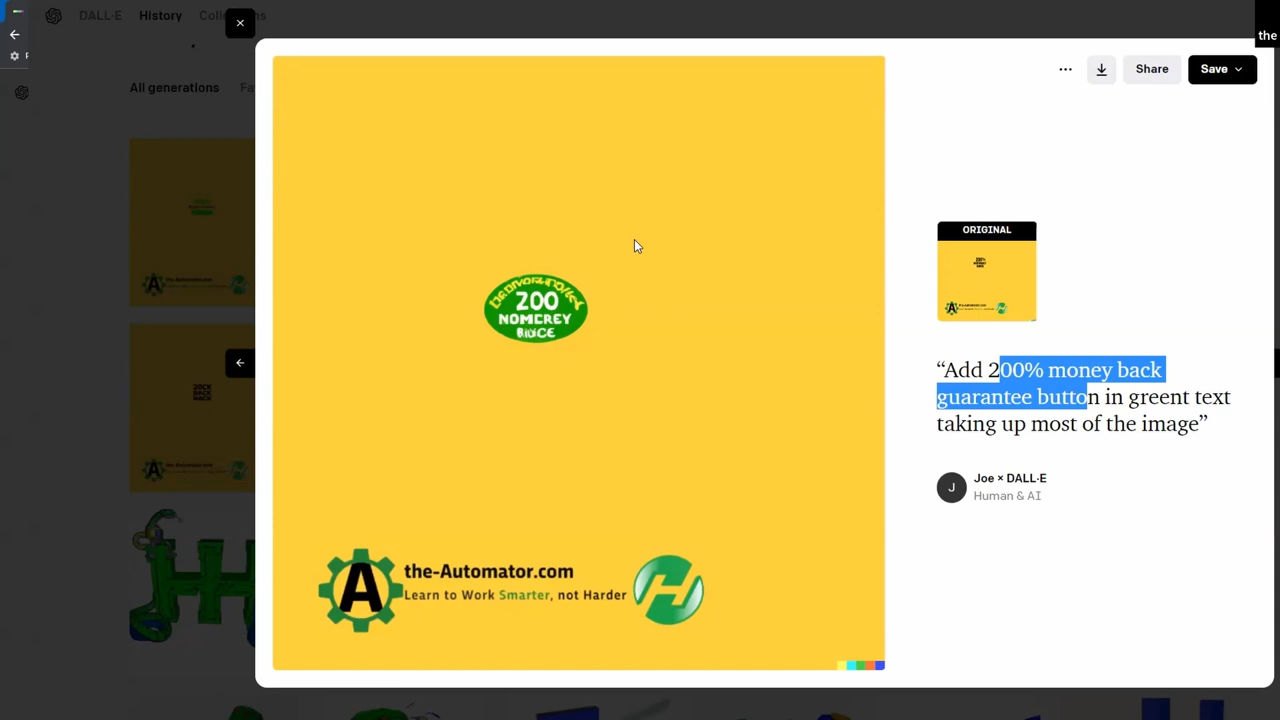 DALL·E
History
Collections
the
All generations
Share
Save
ORIGINAL
200
NOMCREY
BIUCE
“Add 200% money back
guarantee button in greent text
taking up most of the image”
Joe × DALL·E
J
Human & AI
A
the-Automator.com
Learn to Work Smarter, not Harder
H